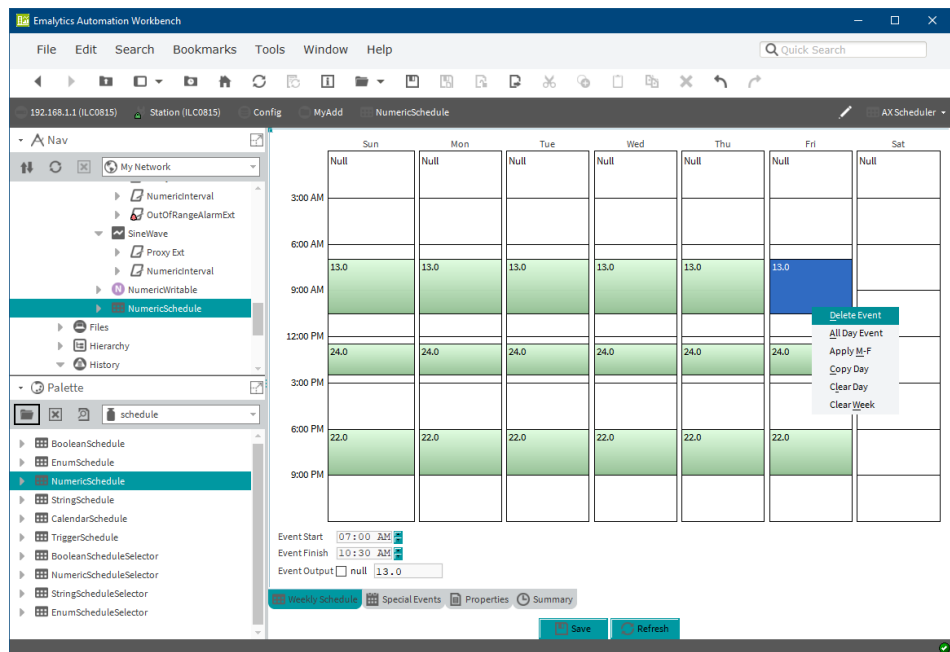 Emalytics Automation Workbench
File Edit Search Bookmarks Tools Window Help
Quick Search
192.168.1.1 (ILC0815) Station (ILC0815) Config MyAdd NumericSchedule AX Scheduler
Nav
My Network
NumericInterval
OutOfRangeAlarmExt
SineWave
Proxy Ext
NumericInterval
NumericWritable
NumericSchedule
Files
Hierarchy
History
Palette
schedule
BooleanSchedule
EnumSchedule
NumericSchedule
StringSchedule
CalendarSchedule
TriggerSchedule
BooleanScheduleSelector
NumericScheduleSelector
StringScheduleSelector
EnumScheduleSelector
Sun Mon Tue Wed Thu Fri Sat
Null Null Null Null Null Null Null
3:00 AM
6:00 AM
13.0 13.0 13.0 13.0 13.0 13.0
9:00 AM
12:00 PM
24.0 24.0 24.0 24.0 24.0 24.0
3:00 PM
6:00 PM
22.0 22.0 22.0 22.0 22.0 22.0
9:00 PM
Delete Event
All Day Event
Apply M-F
Copy Day
Clear Day
Clear Week
Event Start 07:00 AM
Event Finish 10:30 AM
Event Output null 13.0
Weekly Schedule Special Events Properties Summary
Save Refresh